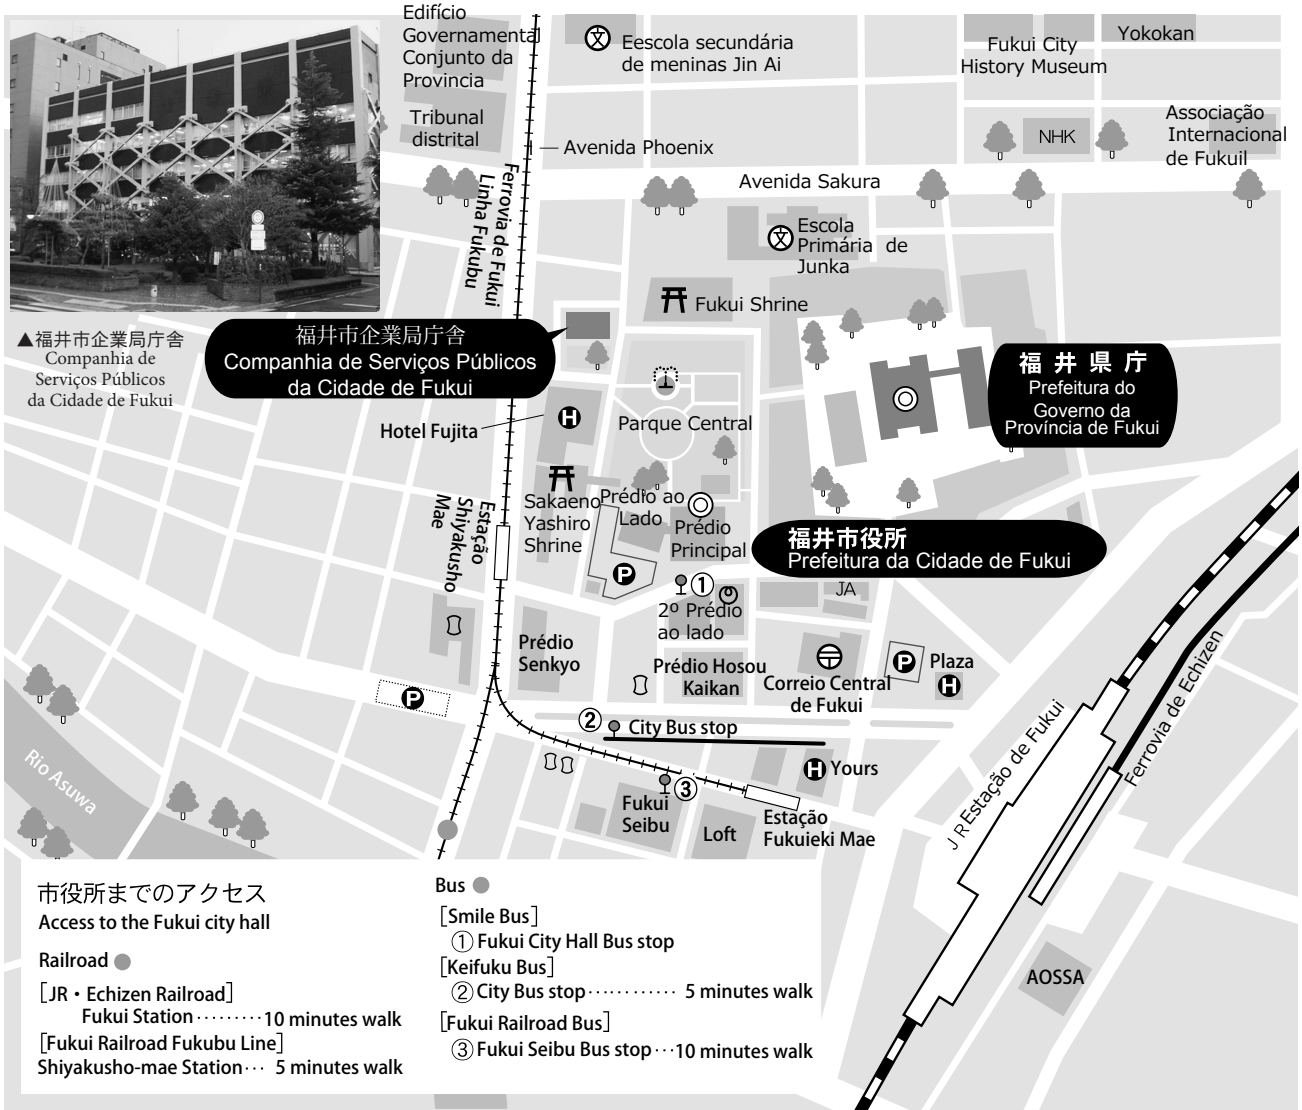 Edifício
Governamental
Conjunto da
Provincia
Tribunal
distrital
Eescola secundária
de meninas Jin Ai
Fukui City
History Museum
Yokokan
NHK
Associação
Internacional
de Fukuil
Avenida Phoenix
Avenida Sakura
Ferrovia de Fukui
Linha Fukubu
Escola
Primária de
Junka
Fukui Shrine
▲福井市企業局庁舎
Companhia de
Serviços Públicos
da Cidade de Fukui
福井市企業局庁舎
Companhia de Serviços Públicos
da Cidade de Fukui
福井県庁
Prefeitura do
Governo da
Província de Fukui
Hotel Fujita
H
Parque Central
Sakaeno
Yashiro
Shrine
Prédio ao
Lado
Prédio
Principal
福井市役所
Prefeitura da Cidade de Fukui
Estação
Shiyakusho
Mae
P
①
JA
2º Prédio
ao lado
Prédio
Senkyo
Prédio Hosou
Kaikan
Correio Central
de Fukui
P
Plaza
H
P
② City Bus stop
H Yours
③
Fukui
Seibu
Loft
Estação
Fukuieki Mae
JR Estação de Fukui
Ferrovia de Echizen
Rio Asuwa
AOSSA
市役所までのアクセス
Access to the Fukui city hall
Railroad
[JR・Echizen Railroad]
Fukui Station ········· 10 minutes walk
[Fukui Railroad Fukubu Line]
Shiyakusho-mae Station ··· 5 minutes walk
Bus
[Smile Bus]
① Fukui City Hall Bus stop
[Keifuku Bus]
② City Bus stop ············ 5 minutes walk
[Fukui Railroad Bus]
③ Fukui Seibu Bus stop ··· 10 minutes walk